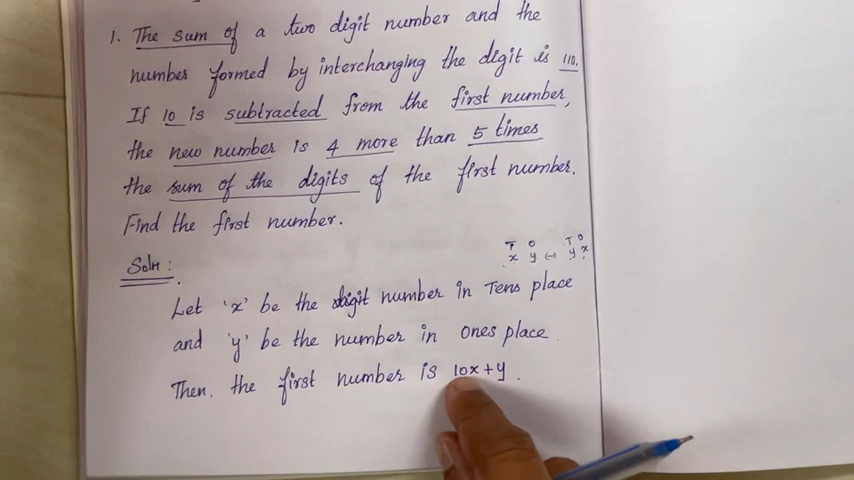 1. The sum of a two digit number and the
number formed by interchanging the digit is 110.
If 10 is subtracted from the first number,
the new number is 4 more than 5 times
the sum of the digits of the first number.
Find the first number.
T O T O
Soln : x y ↔ y x
Let 'x' be the digit number in Tens place
and 'y' be the number in ones place.
Then, the first number is 10x+y.